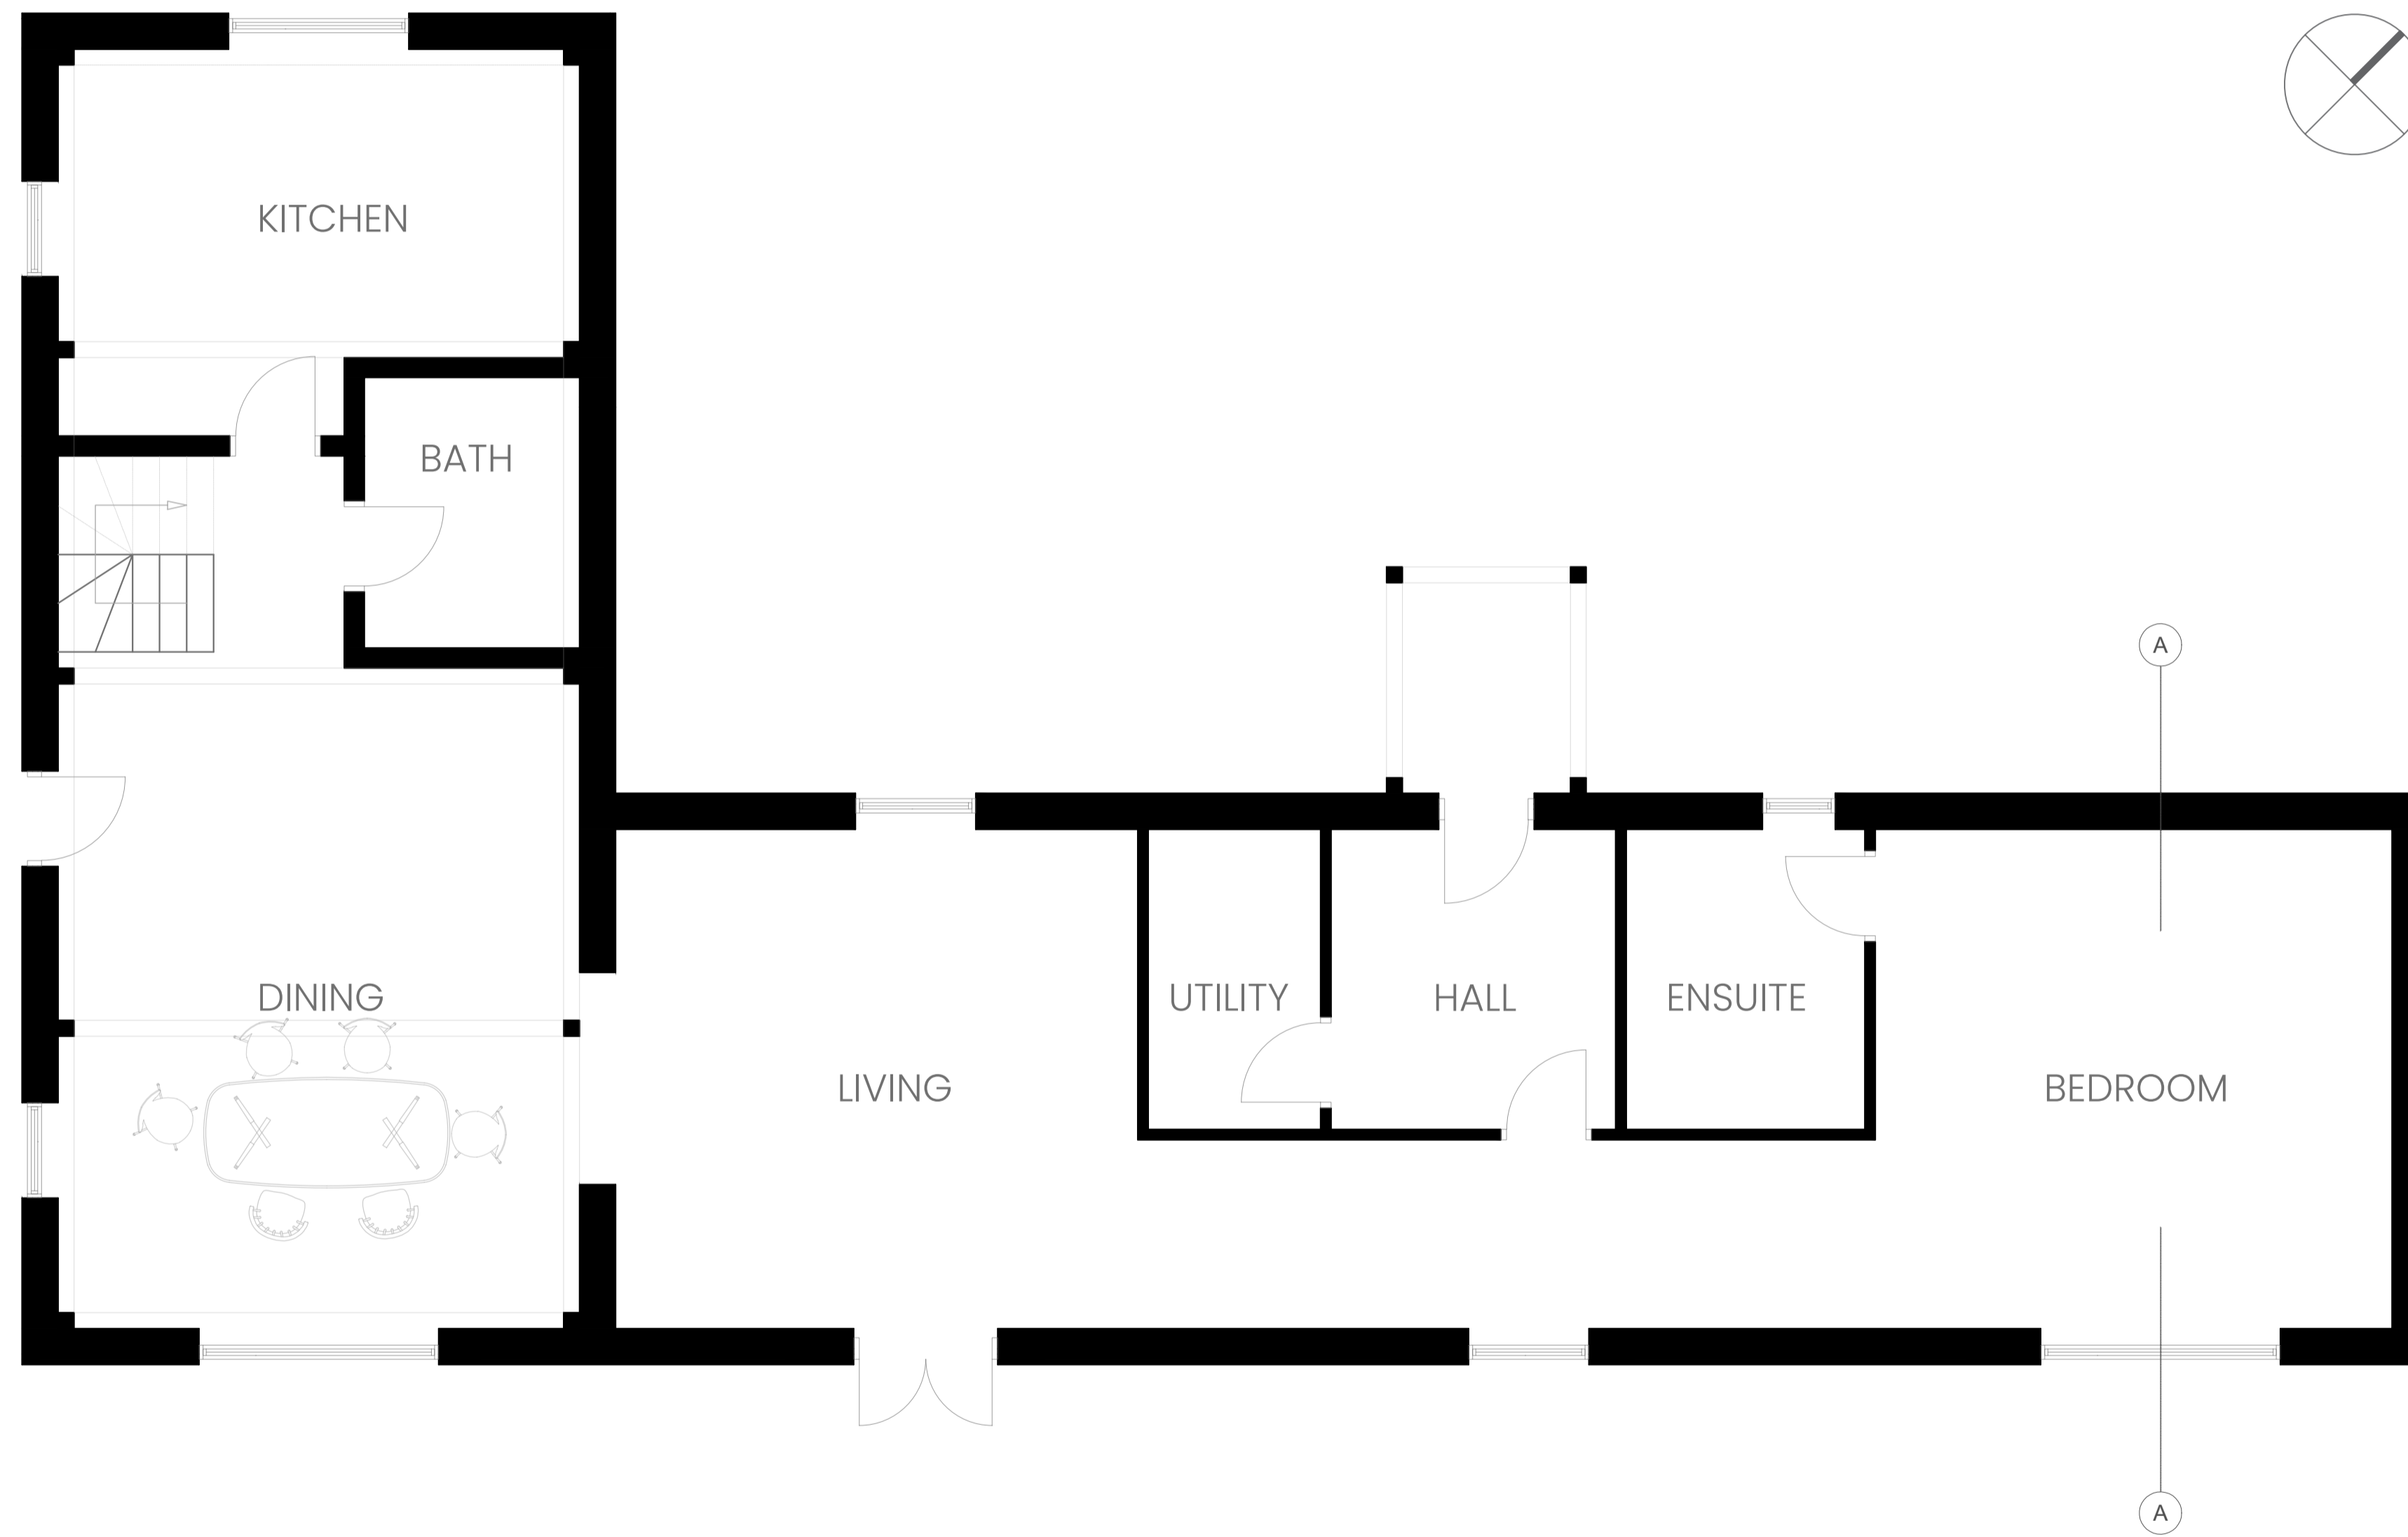 KITCHEN
BATH
A
DINING
UTILITY
HALL
ENSUITE
LIVING
BEDROOM
A